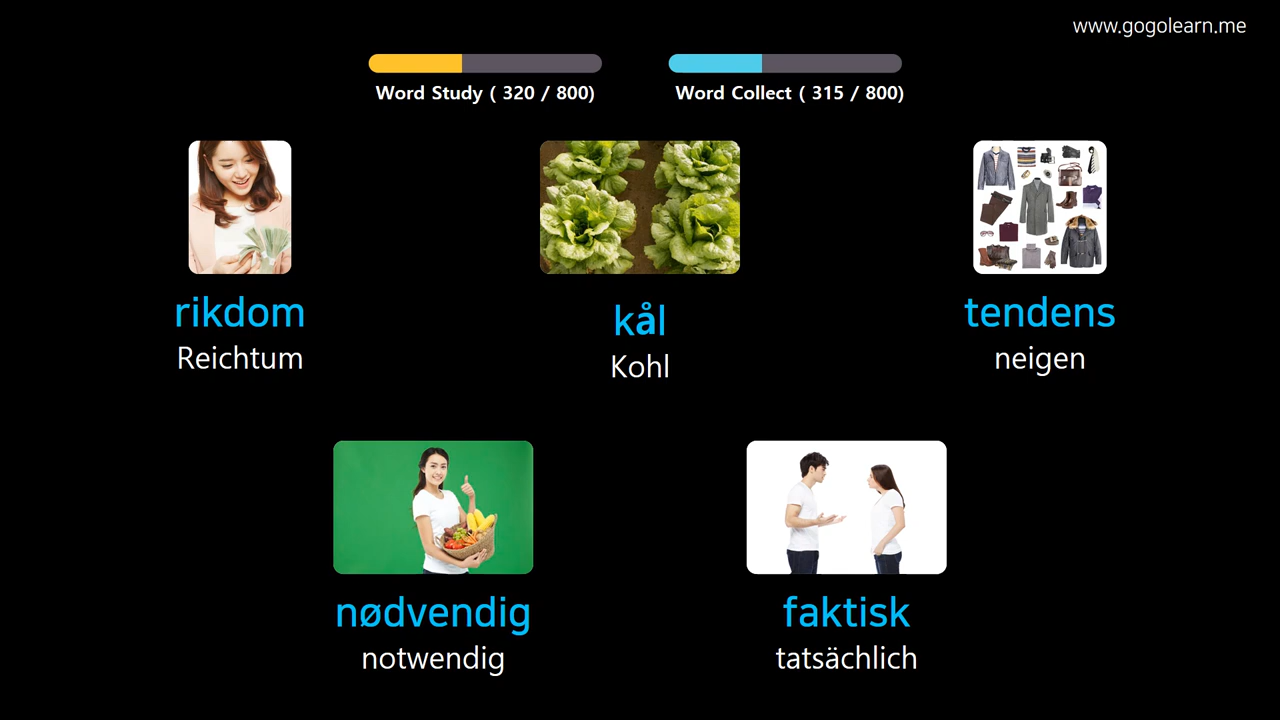 www.gogolearn.me
Word Study ( 320 / 800)
Word Collect ( 315 / 800)
rikdom
Reichtum
kål
Kohl
tendens
neigen
nødvendig
notwendig
faktisk
tatsächlich